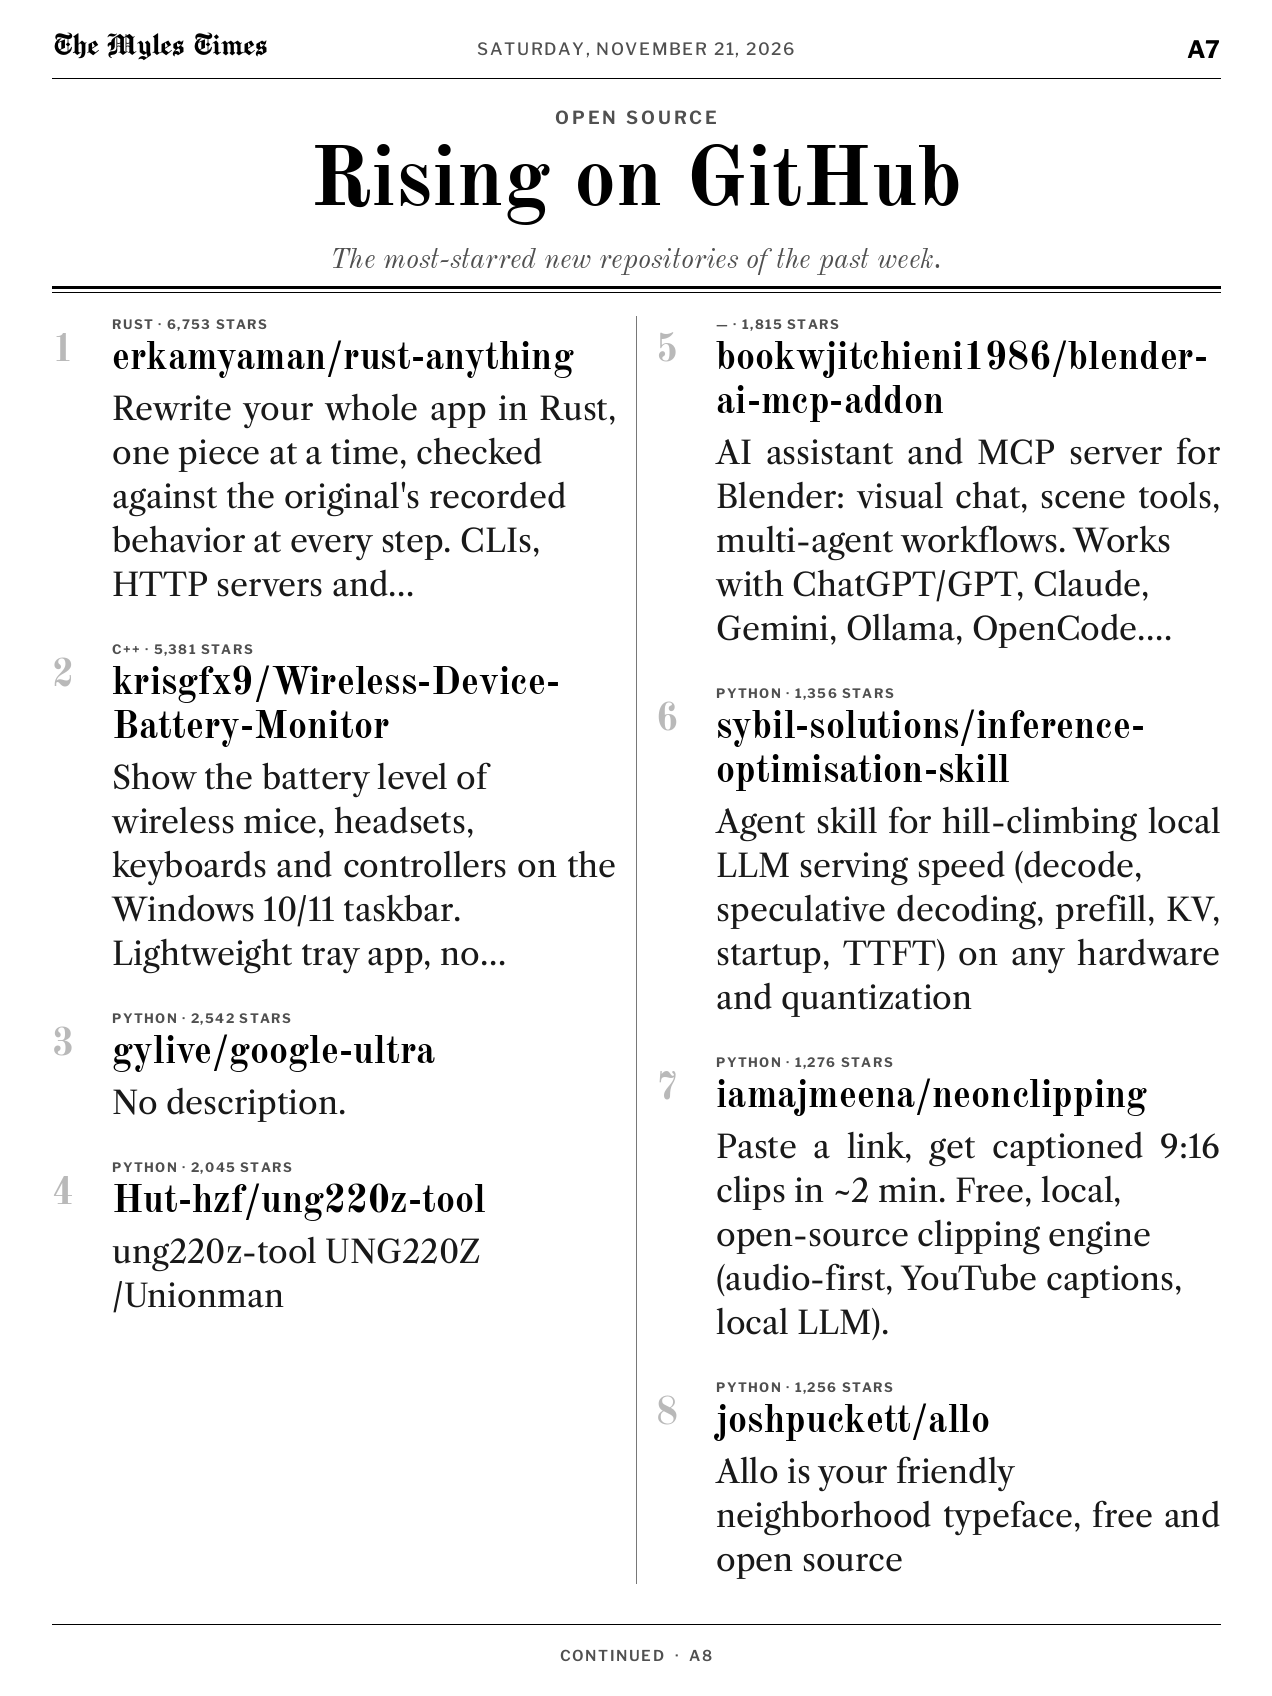 The Myles Times
SATURDAY, NOVEMBER 21, 2026
A7
OPEN SOURCE
Rising on GitHub
The most-starred new repositories of the past week.
1
RUST · 6,753 STARS
erkamyaman/rust-anything
Rewrite your whole app in Rust,
one piece at a time, checked
against the original's recorded
behavior at every step. CLIs,
HTTP servers and...
2
C++ · 5,381 STARS
krisgfx9/Wireless-Device-
Battery-Monitor
Show the battery level of
wireless mice, headsets,
keyboards and controllers on the
Windows 10/11 taskbar.
Lightweight tray app, no...
3
PYTHON · 2,542 STARS
gylive/google-ultra
No description.
4
PYTHON · 2,045 STARS
Hut-hzf/ung220z-tool
ung220z-tool UNG220Z
/Unionman
5
— · 1,815 STARS
bookwjitchieni1986/blender-
ai-mcp-addon
AI assistant and MCP server for
Blender: visual chat, scene tools,
multi-agent workflows. Works
with ChatGPT/GPT, Claude,
Gemini, Ollama, OpenCode....
6
PYTHON · 1,356 STARS
sybil-solutions/inference-
optimisation-skill
Agent skill for hill-climbing local
LLM serving speed (decode,
speculative decoding, prefill, KV,
startup, TTFT) on any hardware
and quantization
7
PYTHON · 1,276 STARS
iamajmeena/neonclipping
Paste a link, get captioned 9:16
clips in ~2 min. Free, local,
open-source clipping engine
(audio-first, YouTube captions,
local LLM).
8
PYTHON · 1,256 STARS
joshpuckett/allo
Allo is your friendly
neighborhood typeface, free and
open source
CONTINUED · A8